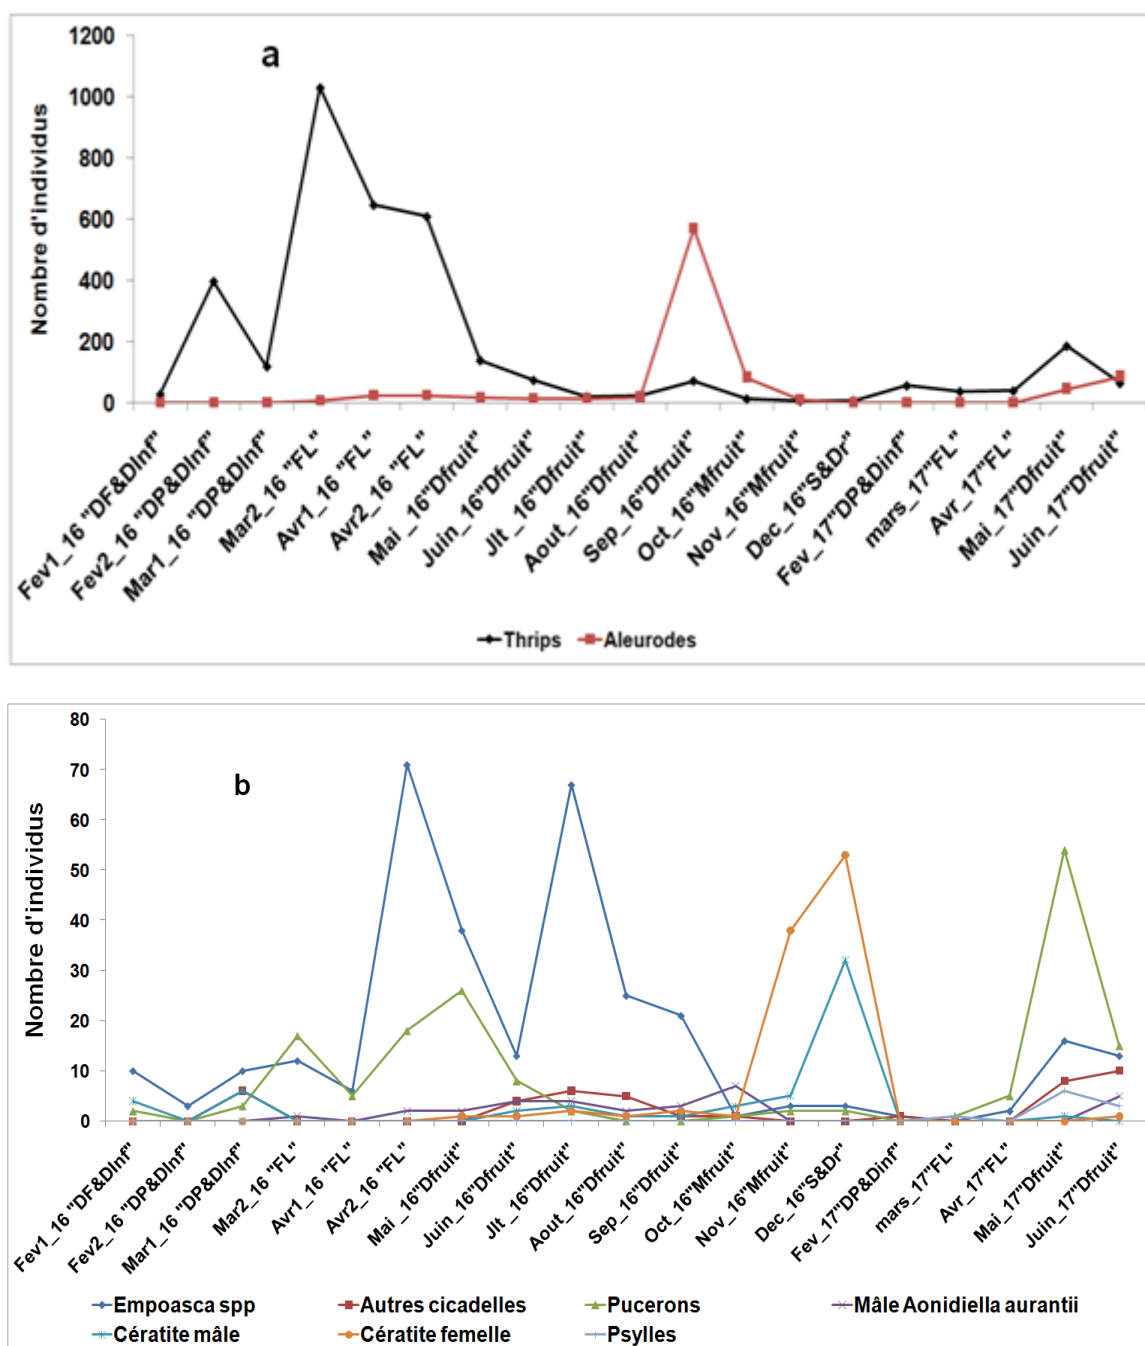 a
Nombre d'individus
1200
1000
800
600
400
200
0
Fev1_16 "DF&DInf"
Fev2_16 "DP&DInf"
Mar1_16 "DP&DInf"
Mar2_16 "FL"
Avr1_16 "FL"
Avr2_16 "FL"
Mai _16"Dfruit"
Juin_16"Dfruit"
Jlt_16"Dfruit"
Aout_16"Dfruit"
Sep_16"Dfruit"
Oct_16"Mfruit"
Nov_16"Mfruit"
Dec_16"S&Dr"
Fev_17"DP&Dinf"
mars_17"FL"
Avr_17"FL"
Mai_17"Dfruit"
Juin_17"Dfruit"
Thrips Aleurodes
b
Nombre d'individus
80
70
60
50
40
30
20
10
0
Fev1_16 "DF&DInf"
Fev2_16 "DP&DInf"
Mar1_16 "DP&DInf"
Mar2_16 "FL"
Avr1_16 "FL"
Avr2_16 "FL"
Mai _16"Dfruit"
Juin_16"Dfruit"
Jlt_16"Dfruit"
Aout_16"Dfruit"
Sep_16"Dfruit"
Oct_16"Mfruit"
Nov_16"Mfruit"
Dec_16"S&Dr"
Fev_17"DP&Dinf"
mars_17"FL"
Avr_17"FL"
Mai_17"Dfruit"
Juin_17"Dfruit"
Empoasca spp Autres cicadelles Pucerons Mâle Aonidiella aurantii
Cératite mâle Cératite femelle Psylles